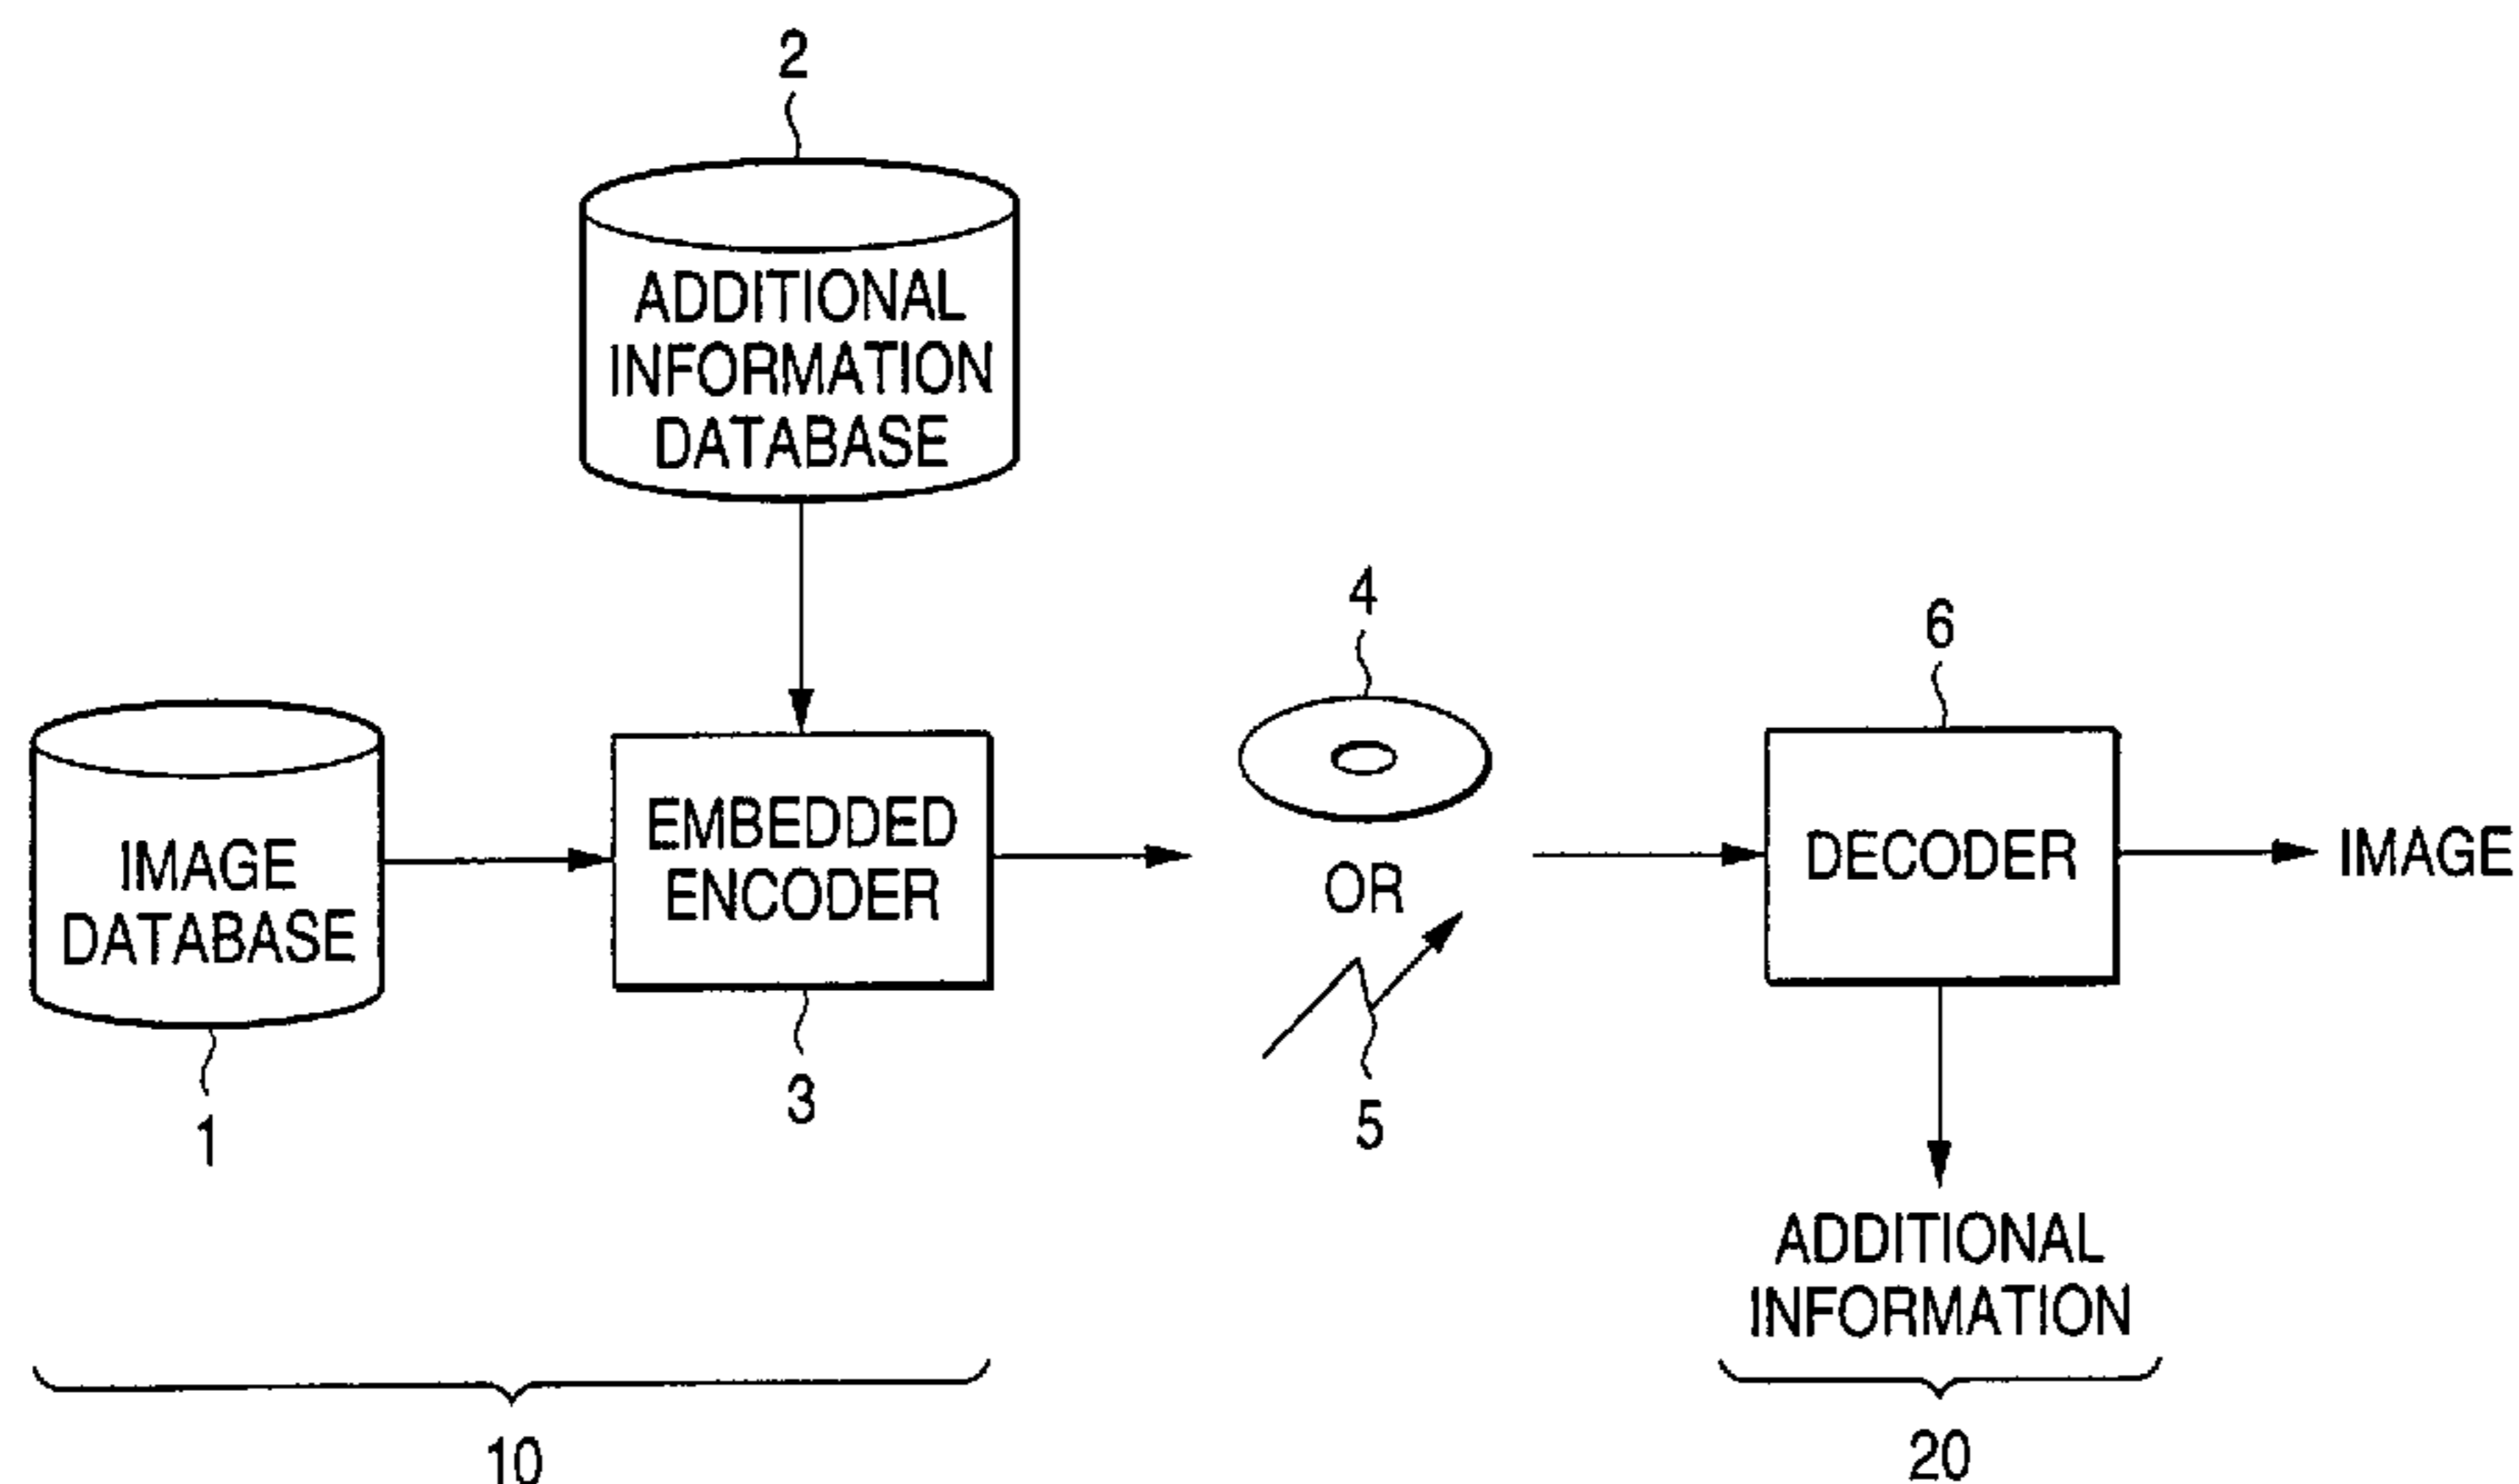 2
ADDITIONAL
INFORMATION
DATABASE
4
6
IMAGE
DATABASE
EMBEDDED
ENCODER
OR
DECODER
IMAGE
1
3
5
ADDITIONAL
INFORMATION
10
20